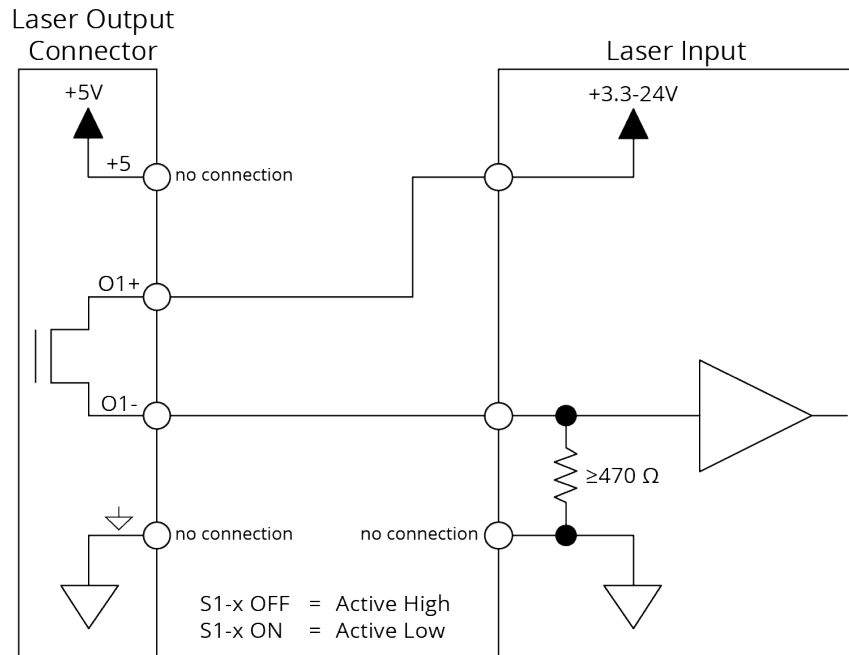 Laser Output
Connector
Laser Input
+5V
+3.3-24V
+5
no connection
O1+
O1-
≥470 Ω
no connection
no connection
S1-x OFF = Active High
S1-x ON = Active Low